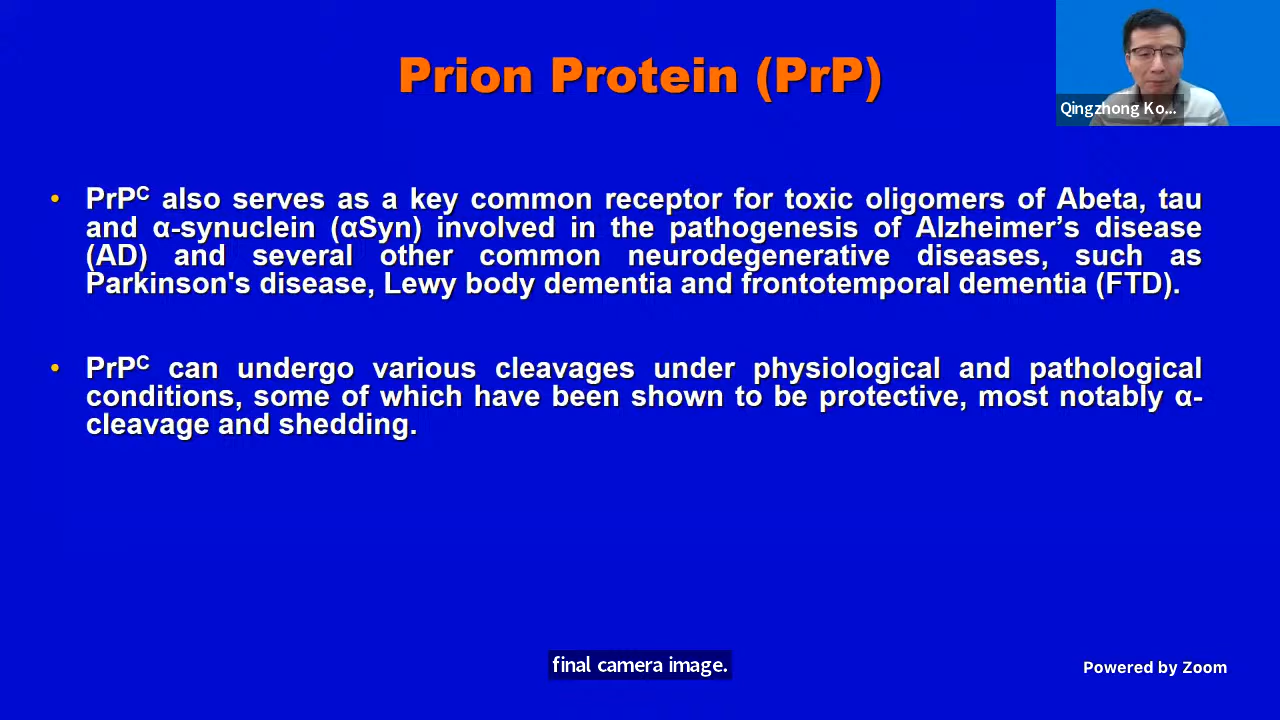 Prion Protein (PrP)
Qingzhong Ko...
• PrPᶜ also serves as a key common receptor for toxic oligomers of Abeta, tau
and α-synuclein (αSyn) involved in the pathogenesis of Alzheimer’s disease
(AD) and several other common neurodegenerative diseases, such as
Parkinson's disease, Lewy body dementia and frontotemporal dementia (FTD).
• PrPᶜ can undergo various cleavages under physiological and pathological
conditions, some of which have been shown to be protective, most notably α-
cleavage and shedding.
final camera image.
Powered by Zoom